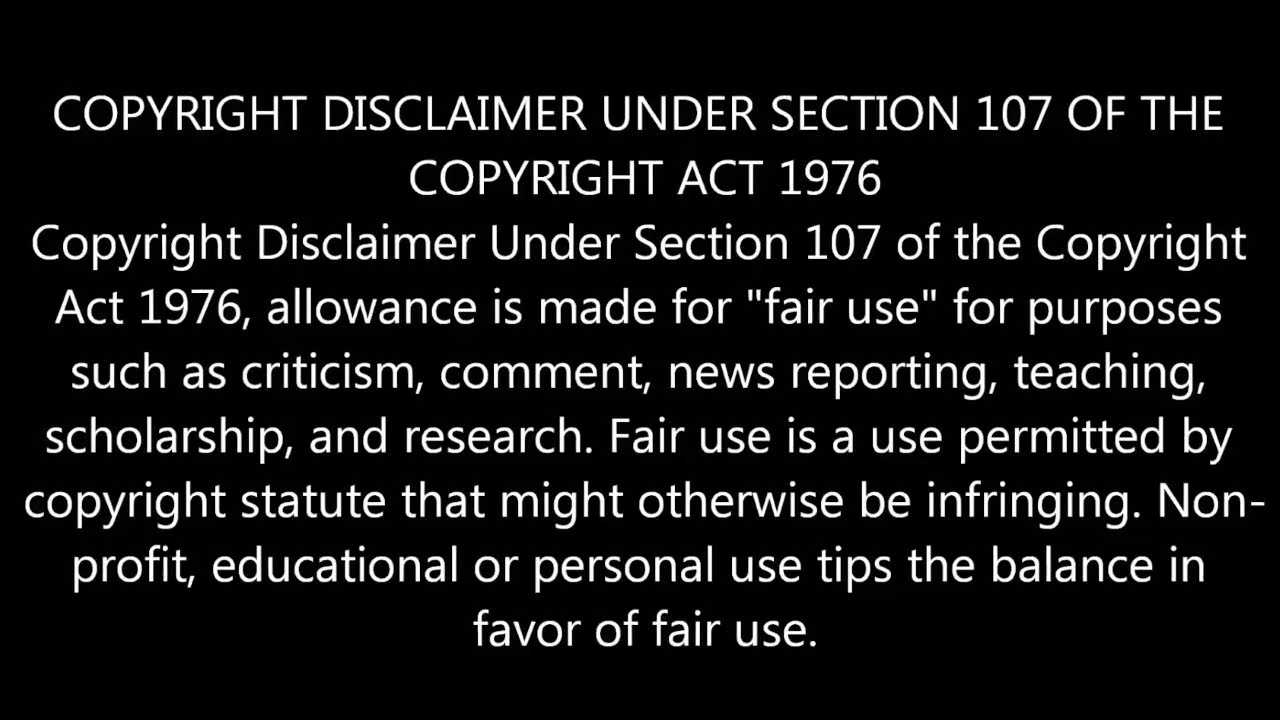 COPYRIGHT DISCLAIMER UNDER SECTION 107 OF THE
COPYRIGHT ACT 1976
Copyright Disclaimer Under Section 107 of the Copyright
Act 1976, allowance is made for "fair use" for purposes
such as criticism, comment, news reporting, teaching,
scholarship, and research. Fair use is a use permitted by
copyright statute that might otherwise be infringing. Non-
profit, educational or personal use tips the balance in
favor of fair use.